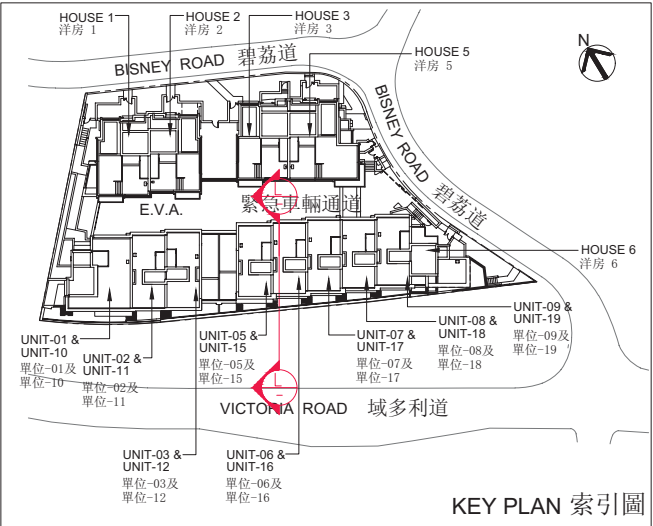 HOUSE 1
洋房 1
HOUSE 2
洋房 2
HOUSE 3
洋房 3
HOUSE 5
洋房 5
BISNEY ROAD 碧荔道
N
BISNEY ROAD 碧荔道
E.V.A.
緊急車輛通道
L
HOUSE 6
洋房 6
UNIT-01 &
UNIT-10
單位-01及
單位-10
UNIT-02 &
UNIT-11
單位-02及
單位-11
UNIT-05 &
UNIT-15
單位-05及
單位-15
UNIT-07 &
UNIT-17
單位-07及
單位-17
UNIT-08 &
UNIT-18
單位-08及
單位-18
UNIT-09 &
UNIT-19
單位-09及
單位-19
L
VICTORIA ROAD 域多利道
UNIT-03 &
UNIT-12
單位-03及
單位-12
UNIT-06 &
UNIT-16
單位-06及
單位-16
KEY PLAN 索引圖